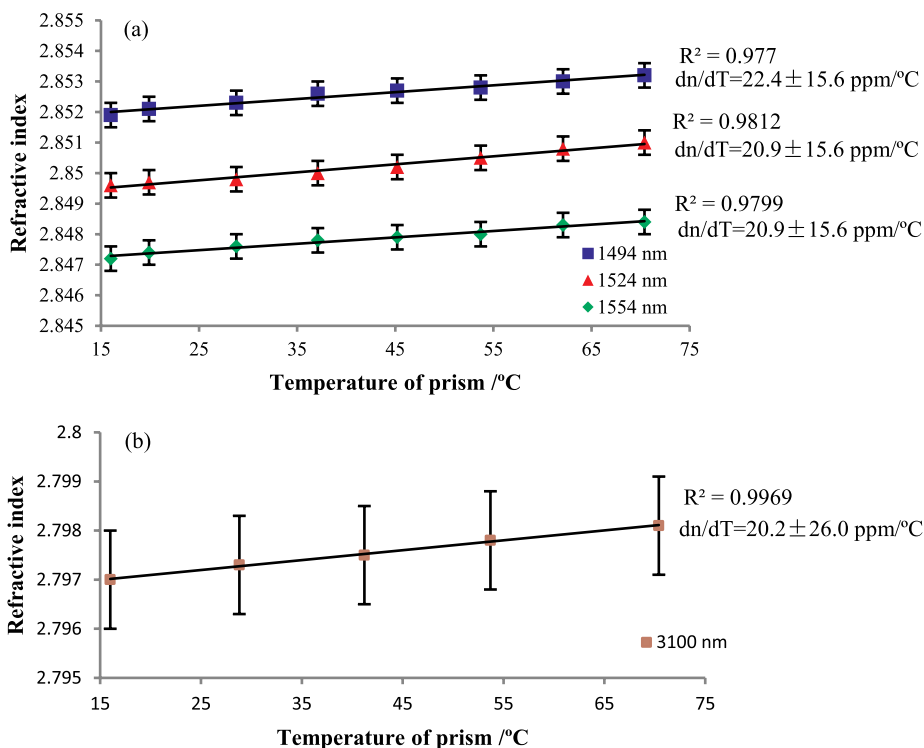 (a)
2.855
2.854
2.853
2.852
2.851
2.85
2.849
2.848
2.847
2.846
2.845
Refractive index
R² = 0.977
dn/dT=22.4±15.6 ppm/ºC
R² = 0.9812
dn/dT=20.9±15.6 ppm/ºC
R² = 0.9799
dn/dT=20.9±15.6 ppm/ºC
1494 nm
1524 nm
1554 nm
15 25 35 45 55 65 75
Temperature of prism /ºC
(b)
2.8
2.799
2.798
2.797
2.796
2.795
Refractive index
R² = 0.9969
dn/dT=20.2±26.0 ppm/ºC
3100 nm
15 25 35 45 55 65 75
Temperature of prism /ºC